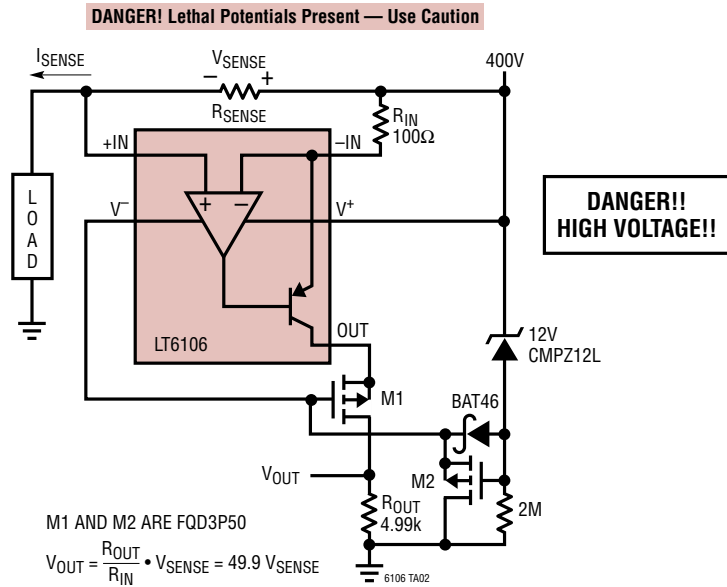 DANGER! Lethal Potentials Present — Use Caution
ISENSE
VSENSE
– +
RSENSE
400V
RIN
100Ω
+IN
–IN
LOAD
V–
+ –
V+
DANGER!!
HIGH VOLTAGE!!
LT6106
OUT
12V
CMPZ12L
M1
BAT46
VOUT
M2
ROUT
4.99k
2M
M1 AND M2 ARE FQD3P50
VOUT = ROUT/RIN • VSENSE = 49.9 VSENSE
6106 TA02